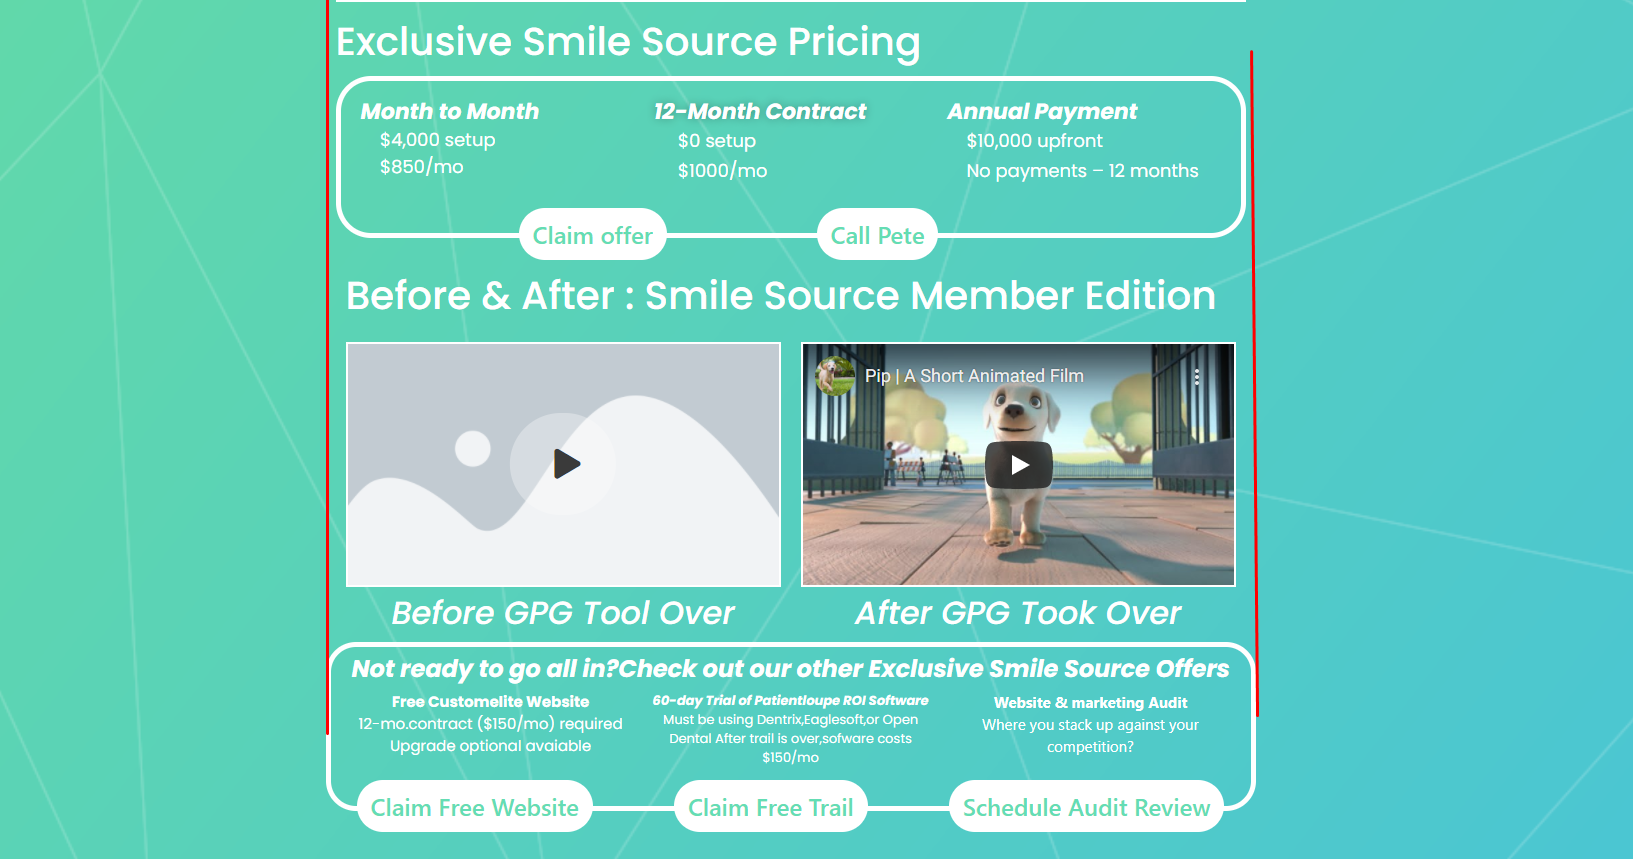 Exclusive Smile Source Pricing
Month to Month
$4,000 setup
$850/mo
12-Month Contract
$0 setup
$1000/mo
Annual Payment
$10,000 upfront
No payments – 12 months
Claim offer
Call Pete
Before & After : Smile Source Member Edition
Pip | A Short Animated Film
Before GPG Tool Over
After GPG Took Over
Not ready to go all in?Check out our other Exclusive Smile Source Offers
Free Customelite Website
12-mo.contract ($150/mo) required
Upgrade optional avaiable
60-day Trial of Patientloupe ROI Software
Must be using Dentrix,Eaglesoft,or Open
Dental After trail is over,sofware costs
$150/mo
Website & marketing Audit
Where you stack up against your
competition?
Claim Free Website
Claim Free Trail
Schedule Audit Review